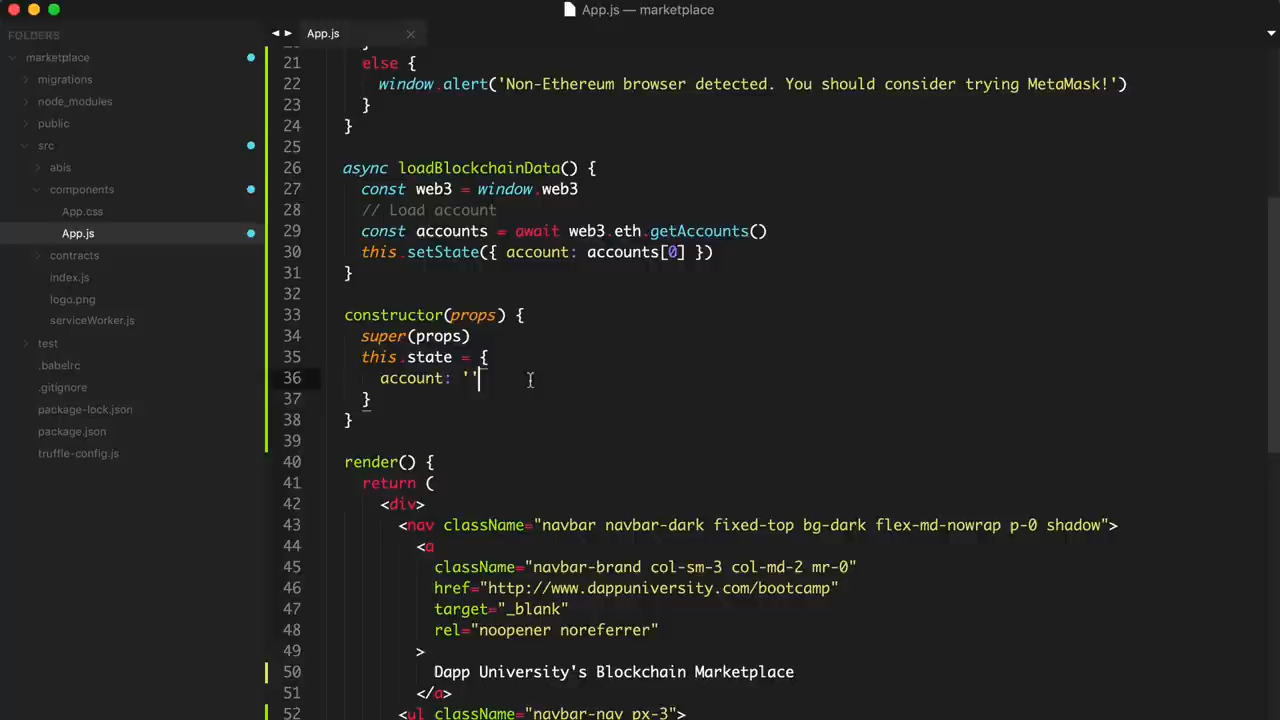 App.js — marketplace
FOLDERS
marketplace
migrations
node_modules
public
src
abis
components
App.css
App.js
contracts
index.js
logo.png
serviceWorker.js
test
.babelrc
.gitignore
package-lock.json
package.json
truffle-config.js
App.js
21 else {
22 window.alert('Non-Ethereum browser detected. You should consider trying MetaMask!')
23 }
24 }
25
26 async loadBlockchainData() {
27 const web3 = window.web3
28 // Load account
29 const accounts = await web3.eth.getAccounts()
30 this.setState({ account: accounts[0] })
31 }
32
33 constructor(props) {
34 super(props)
35 this.state = {
36 account: ''
37 }
38 }
39
40 render() {
41 return (
42 <div>
43 <nav className="navbar navbar-dark fixed-top bg-dark flex-md-nowrap p-0 shadow">
44 <a
45 className="navbar-brand col-sm-3 col-md-2 mr-0"
46 href="http://www.dappuniversity.com/bootcamp"
47 target="_blank"
48 rel="noopener noreferrer"
49 >
50 Dapp University's Blockchain Marketplace
51 </a>
52 <ul className="navbar-nav px-3">